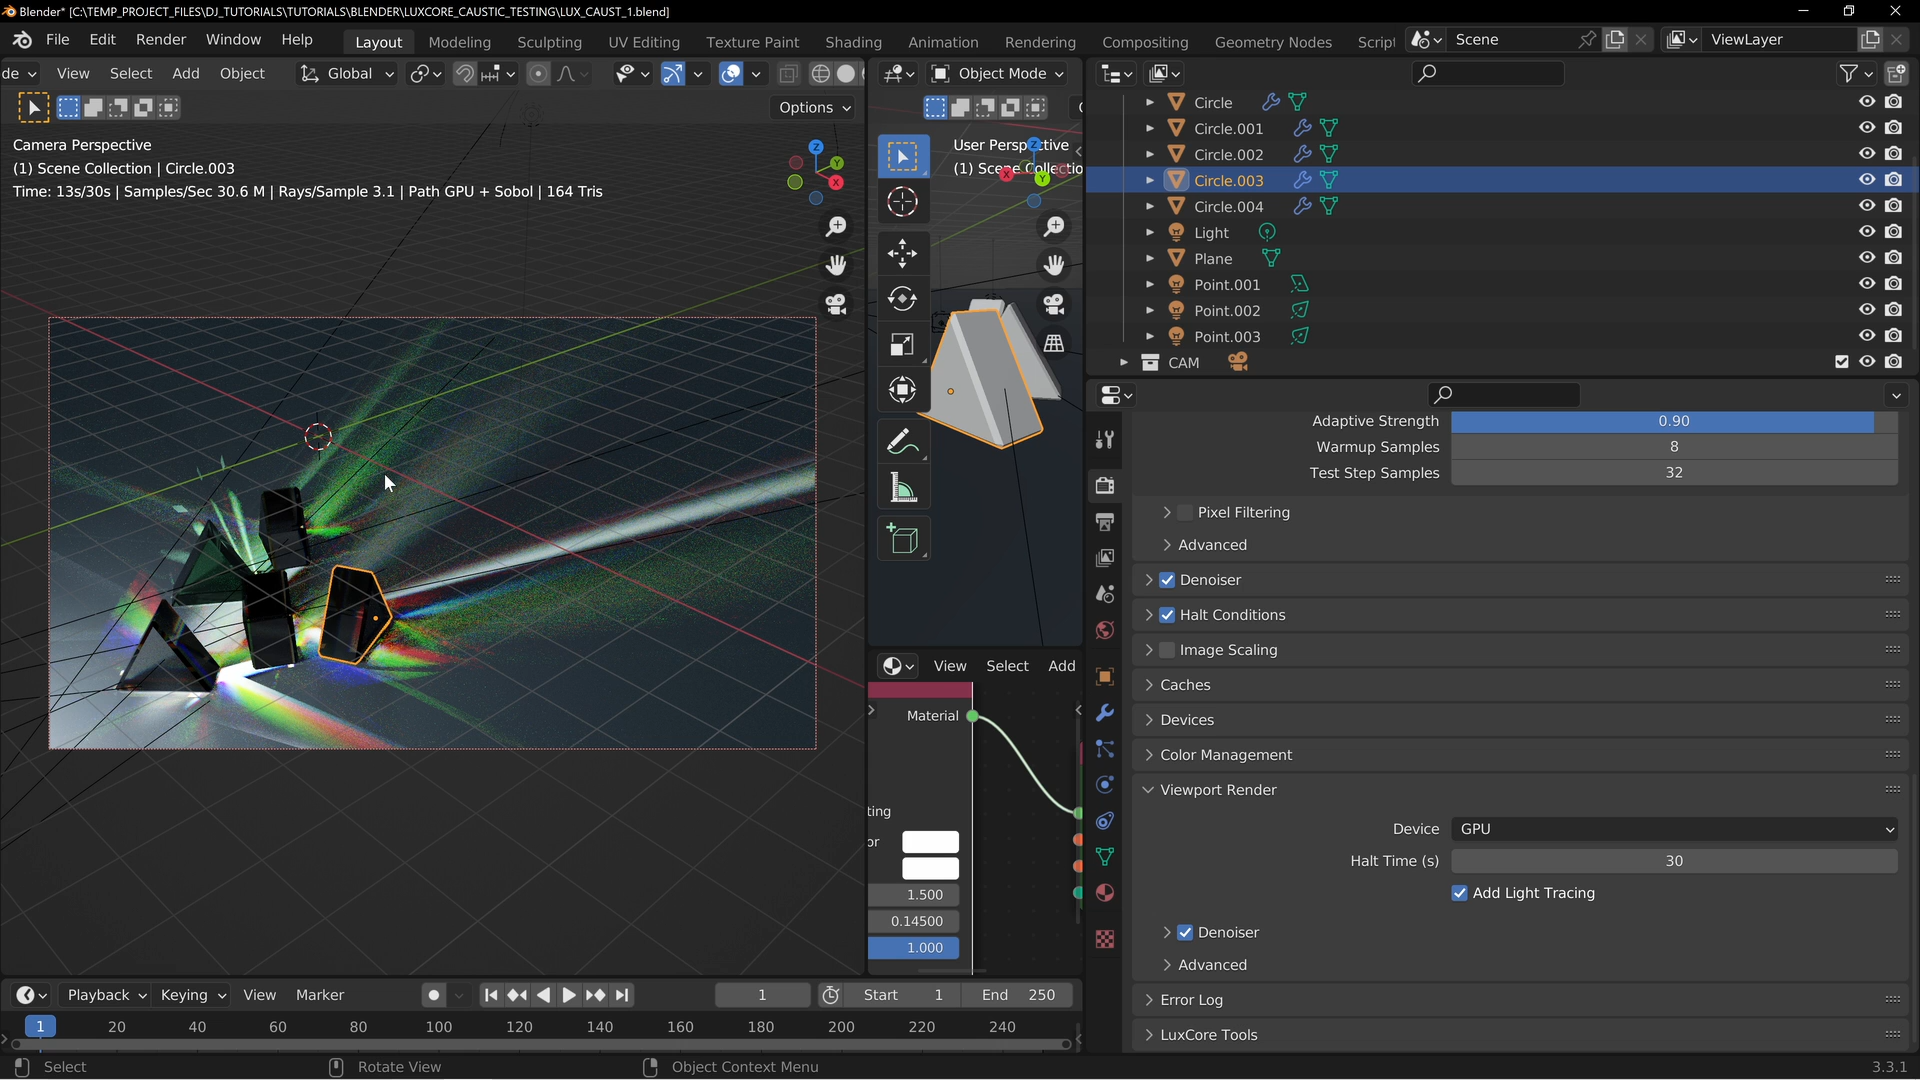 Blender* [C:\TEMP_PROJECT_FILES\DJ_TUTORIALS\TUTORIALS\BLENDER\LUXCORE_CAUSTIC_TESTING\LUX_CAUST_1.blend]
File Edit Render Window Help Layout Modeling Sculpting UV Editing Texture Paint Shading Animation Rendering Compositing Geometry Nodes Script Scene ViewLayer
de View Select Add Object Global Object Mode
Options
Camera Perspective
(1) Scene Collection | Circle.003
Time: 13s/30s | Samples/Sec 30.6 M | Rays/Sample 3.1 | Path GPU + Sobol | 164 Tris
Z
Y
X
User Perspective
(1) Scene Collectio
Z
X
Y
View Select Add
Material
ting
or
1.500
0.14500
1.000
Circle
Circle.001
Circle.002
Circle.003
Circle.004
Light
Plane
Point.001
Point.002
Point.003
CAM
Adaptive Strength 0.90
Warmup Samples 8
Test Step Samples 32
Pixel Filtering
Advanced
Denoiser
Halt Conditions
Image Scaling
Caches
Devices
Color Management
Viewport Render
Device GPU
Halt Time (s) 30
Add Light Tracing
Denoiser
Advanced
Error Log
LuxCore Tools
Playback Keying View Marker 1 Start 1 End 250
1 20 40 60 80 100 120 140 160 180 200 220 240
Select Rotate View Object Context Menu 3.3.1